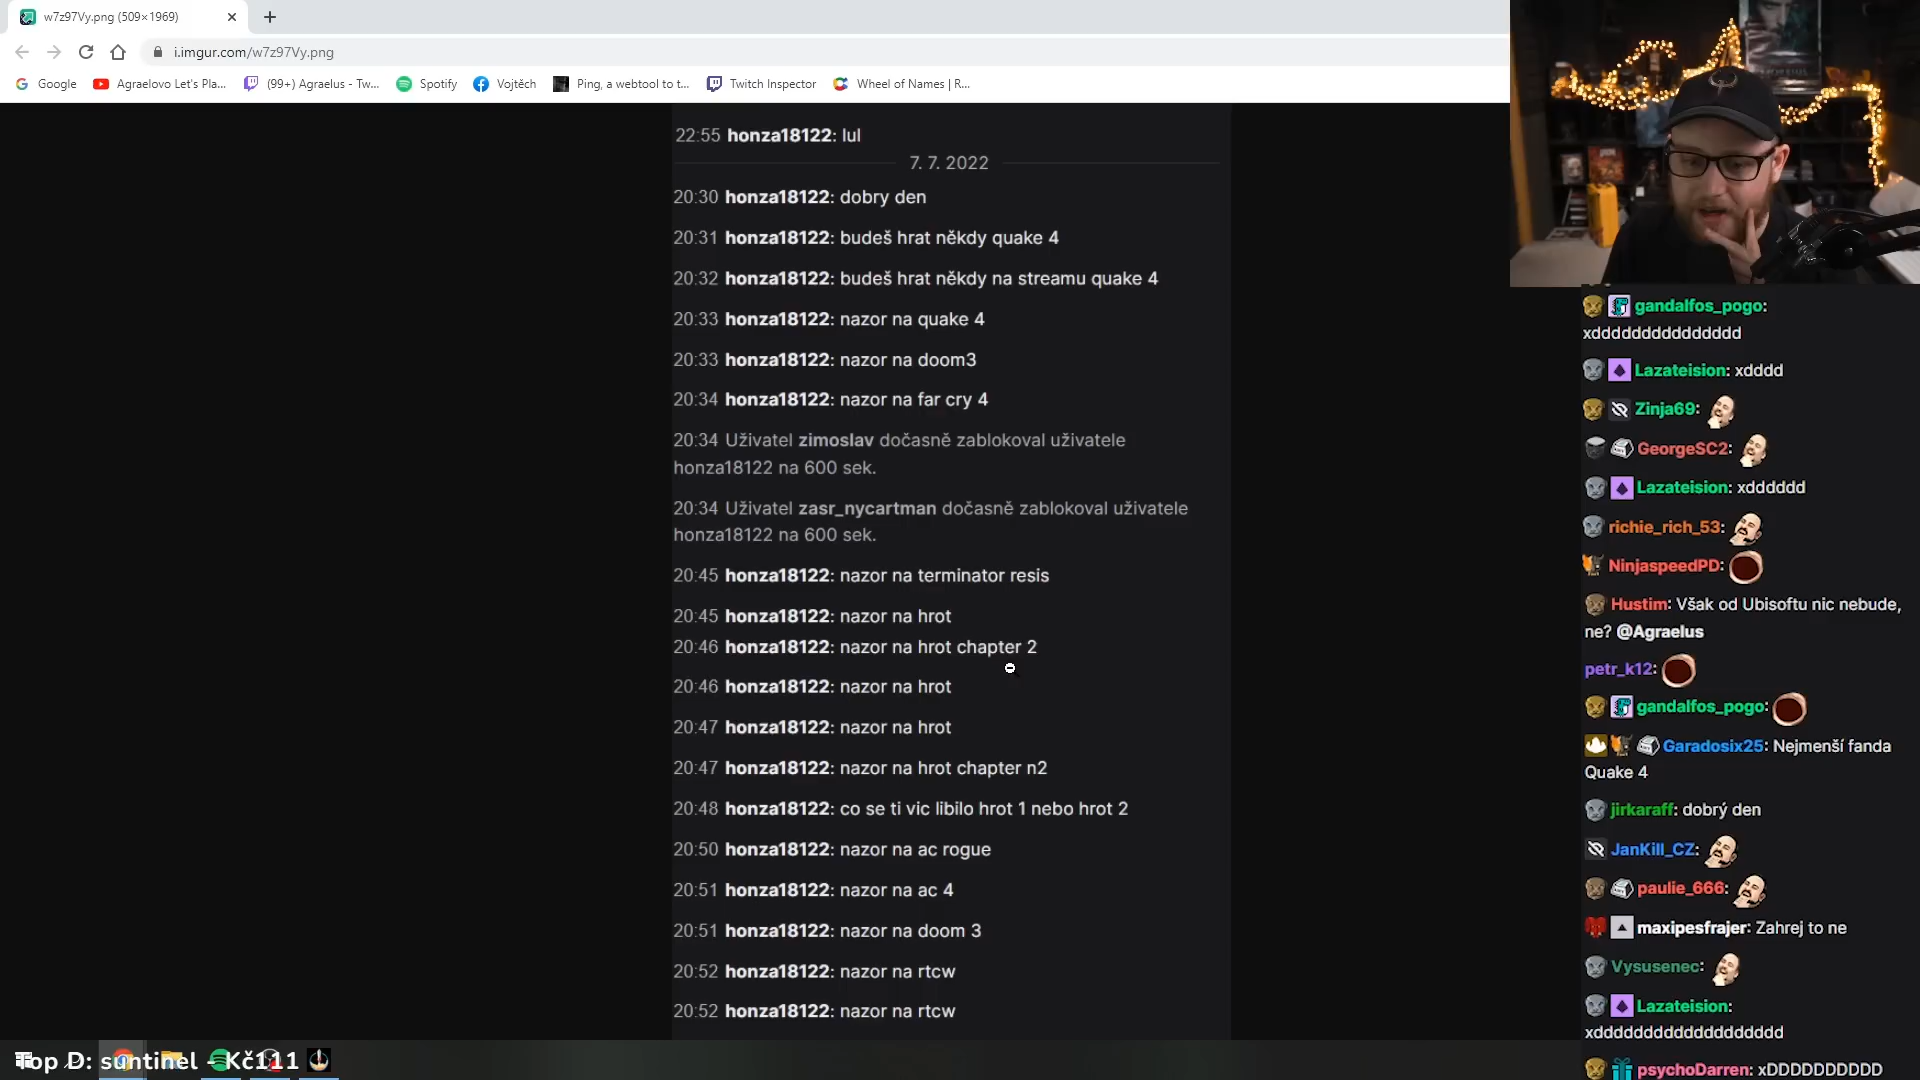 w7z97Vy.png (509×1969)
i.imgur.com/w7z97Vy.png
Google
Agraelovo Let's Pla...
(99+) Agraelus - Tw...
Spotify
Vojtěch
Ping, a webtool to t...
Twitch Inspector
Wheel of Names | R...
22:55 honza18122: lul
7. 7. 2022
20:30 honza18122: dobry den
20:31 honza18122: budeš hrat někdy quake 4
20:32 honza18122: budeš hrat někdy na streamu quake 4
20:33 honza18122: nazor na quake 4
20:33 honza18122: nazor na doom3
20:34 honza18122: nazor na far cry 4
20:34 Uživatel zimoslav dočasně zablokoval uživatele
honza18122 na 600 sek.
20:34 Uživatel zasr_nycartman dočasně zablokoval uživatele
honza18122 na 600 sek.
20:45 honza18122: nazor na terminator resis
20:45 honza18122: nazor na hrot
20:46 honza18122: nazor na hrot chapter 2
20:46 honza18122: nazor na hrot
20:47 honza18122: nazor na hrot
20:47 honza18122: nazor na hrot chapter n2
20:48 honza18122: co se ti vic libilo hrot 1 nebo hrot 2
20:50 honza18122: nazor na ac rogue
20:51 honza18122: nazor na ac 4
20:51 honza18122: nazor na doom 3
20:52 honza18122: nazor na rtcw
20:52 honza18122: nazor na rtcw
gandalfos_pogo:
xddddddddddddddd
Lazateision: xdddd
Zinja69:
GeorgeSC2:
Lazateision: xdddddd
richie_rich_53:
NinjaspeedPD:
Hustim: Však od Ubisoftu nic nebude,
ne? @Agraelus
petr_k12:
gandalfos_pogo:
Garadosix25: Nejmenší fanda
Quake 4
jirkaraff: dobrý den
JanKill_CZ:
paulie_666:
maxipesfrajer: Zahrej to ne
Vysusenec:
Lazateision:
xddddddddddddddddddd
psychoDarren: xDDDDDDDDDD
Top D: suntinel - Kč111